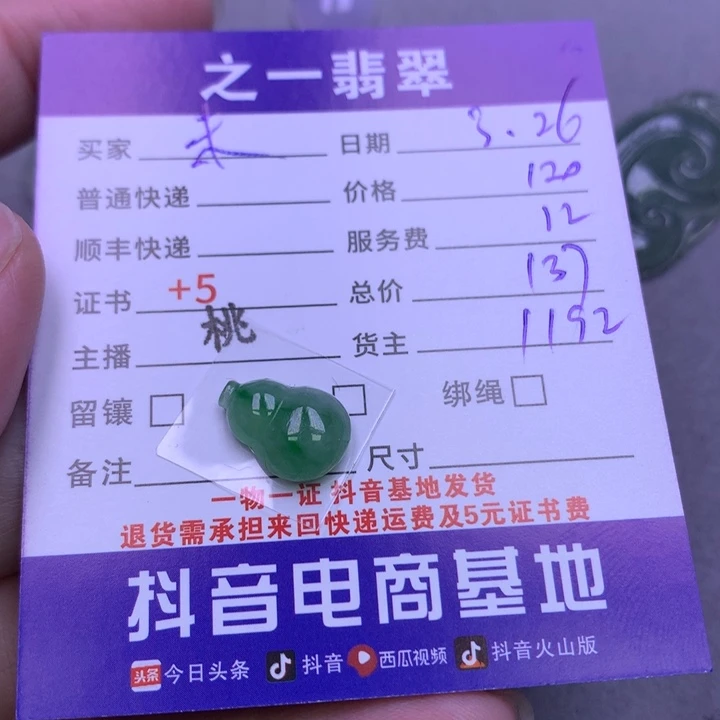 之一翡翠
买家 朱 日期 3.26
普通快递 价格 120
顺丰快递 服务费 12
证书 +5 总价 137
主播 桃 货主 1192
留镶 绑绳
备注 尺寸
一物一证 抖音基地发货
退货需承担来回快递运费及5元证书费
抖音电商基地
头条 今日头条 抖音 西瓜视频 抖音火山版